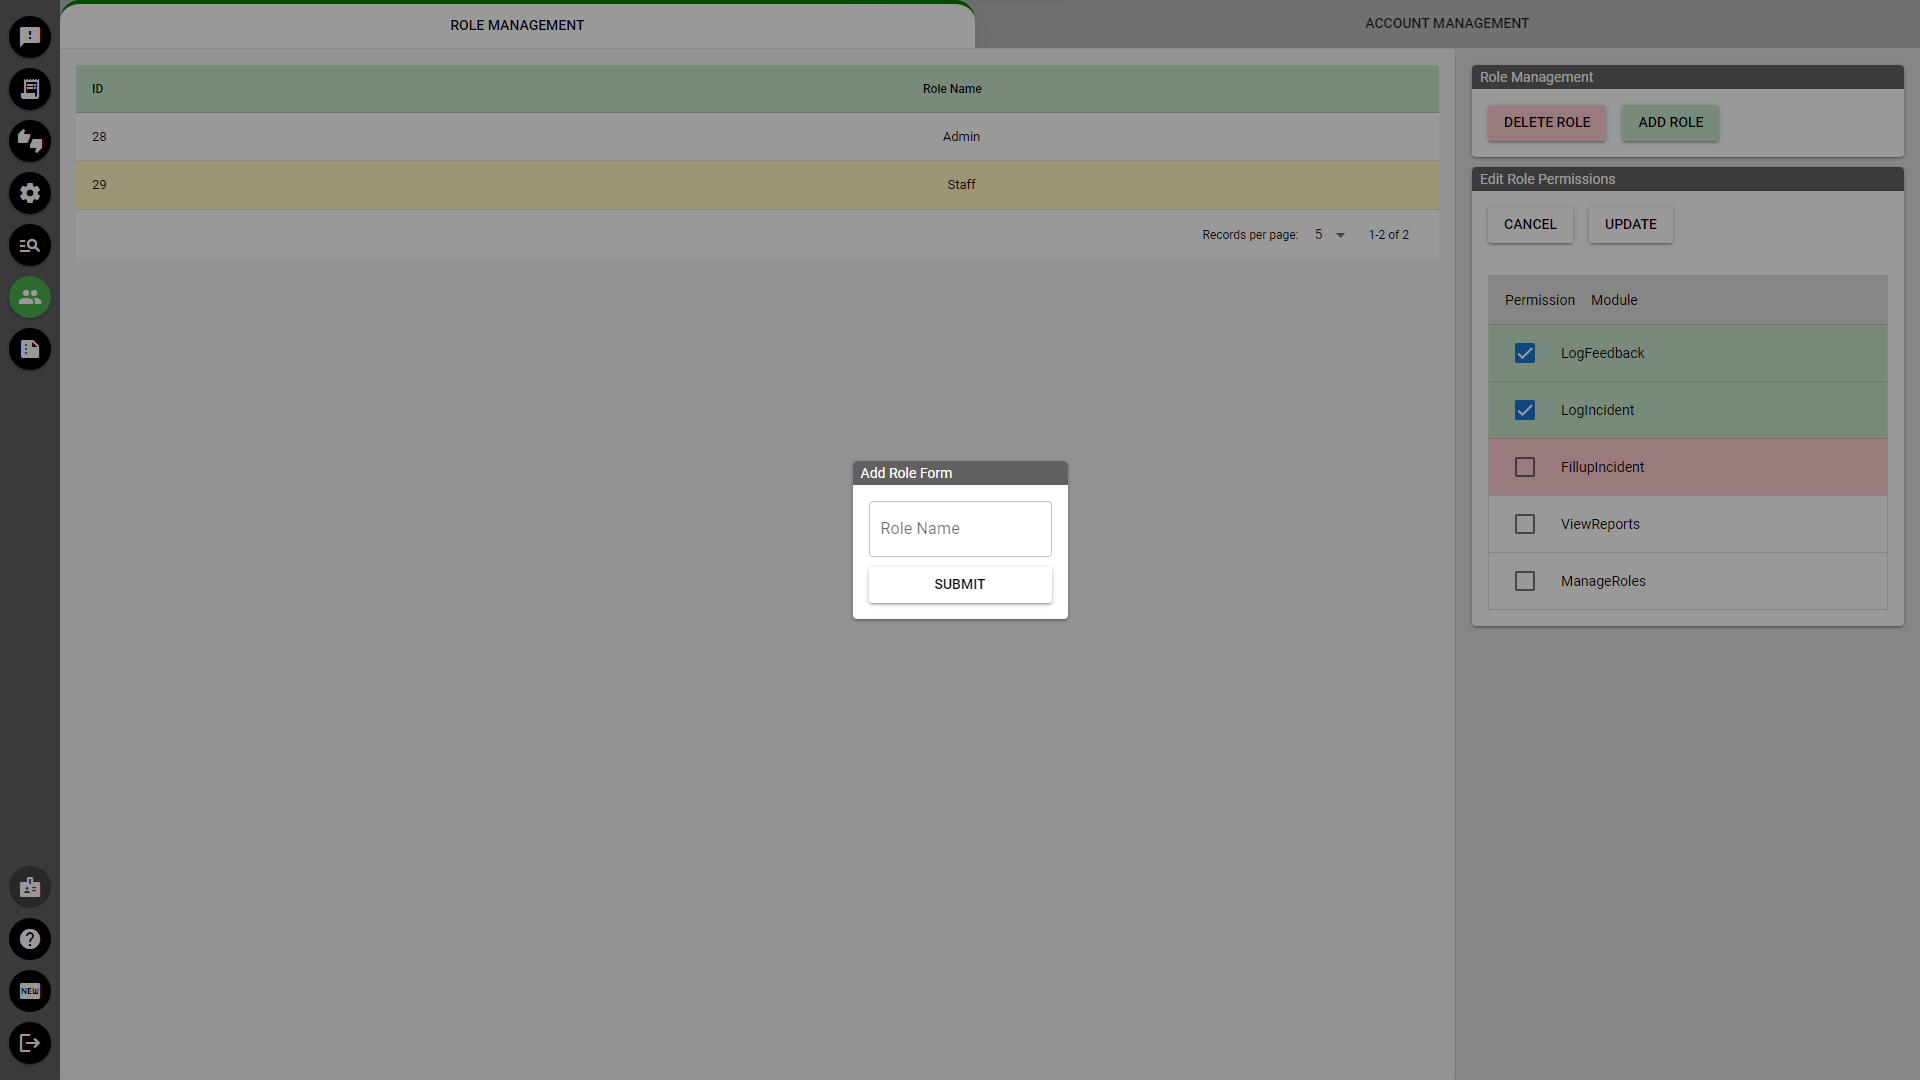 ROLE MANAGEMENT
ACCOUNT MANAGEMENT
ID Role Name
28 Admin
29 Staff
Records per page: 5 1-2 of 2
Role Management
DELETE ROLE ADD ROLE
Edit Role Permissions
CANCEL UPDATE
Permission Module
LogFeedback
LogIncident
FillupIncident
ViewReports
ManageRoles
Add Role Form
Role Name
SUBMIT
NEW